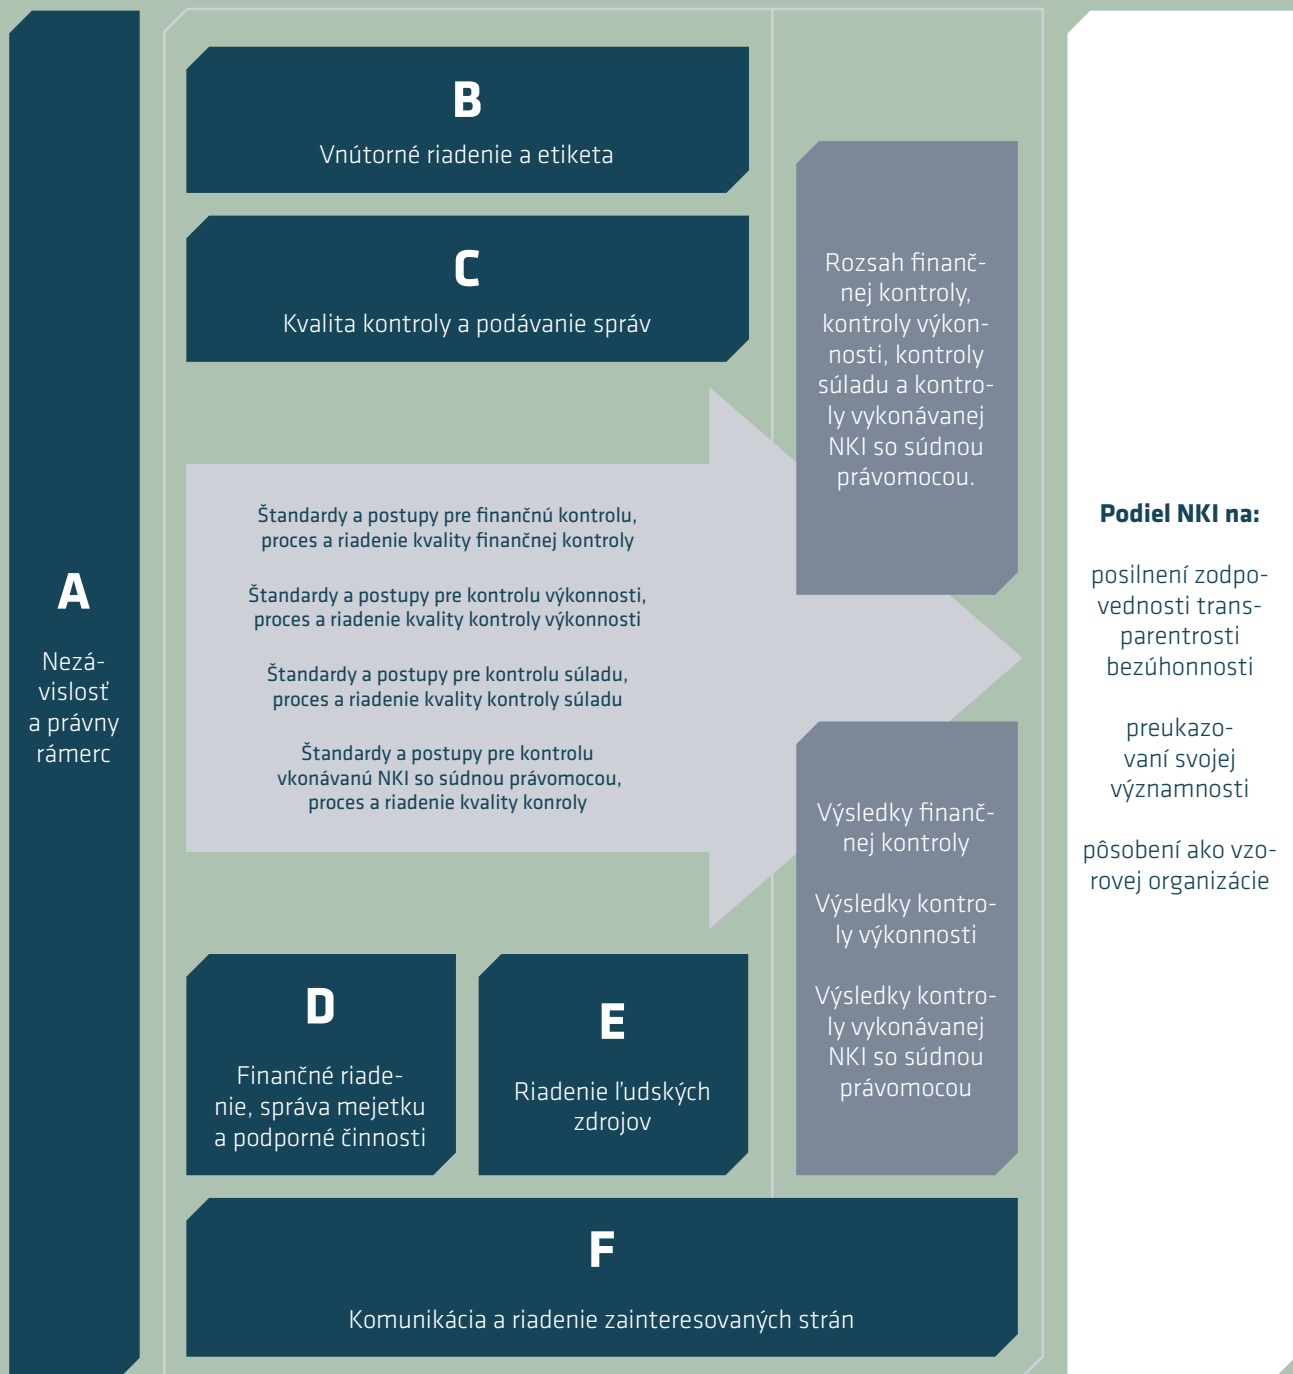 A
Nezá-
vislosť
a právny
rámerc
B
Vnútorné riadenie a etiketa
C
Kvalita kontroly a podávanie správ
Štandardy a postupy pre finančnú kontrolu,
proces a riadenie kvality finančnej kontroly
Štandardy a postupy pre kontrolu výkonnosti,
proces a riadenie kvality kontroly výkonnosti
Štandardy a postupy pre kontrolu súladu,
proces a riadenie kvality kontroly súladu
Štandardy a postupy pre kontrolu
vkonávanú NKI so súdnou právomocou,
proces a riadenie kvality konroly
D
Finančné riade-
nie, správa mejetku
a podporné činnosti
E
Riadenie ľudských
zdrojov
F
Komunikácia a riadenie zainteresovaných strán
Rozsah finanč-
nej kontroly,
kontroly výkon-
nosti, kontroly
súladu a kontro-
ly vykonávanej
NKI so súdnou
právomocou.
Výsledky finanč-
nej kontroly
Výsledky kontro-
ly výkonnosti
Výsledky kontro-
ly vykonávanej
NKI so súdnou
právomocou
Podiel NKI na:
posilnení zodpo-
vednosti trans-
parentrosti
bezúhonnosti
preukazo-
vaní svojej
významnosti
pôsobení ako vzo-
rovej organizácie